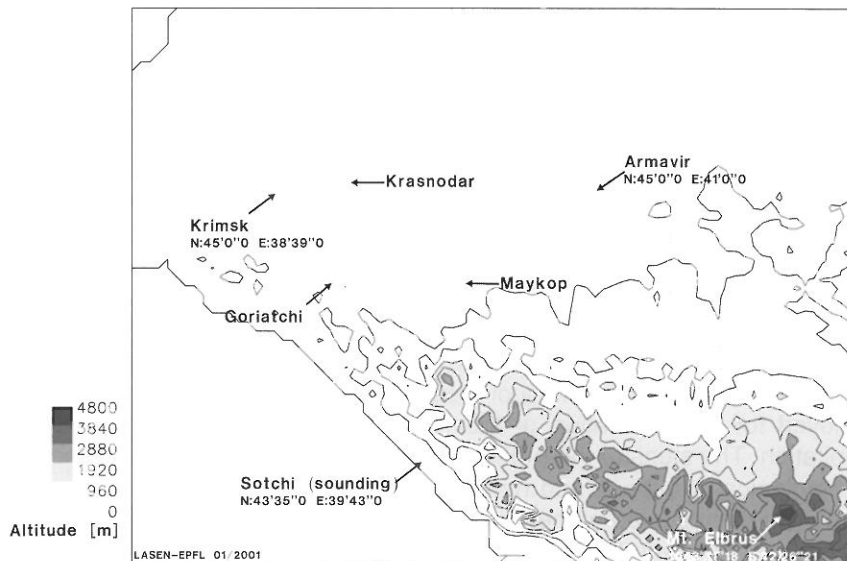 Armavir
N:45'0"0 E:41'0"0
Krasnodar
Krimsk
N:45'0"0 E:38'39"0
Maykop
Goriatchi
4800
3840
2880
1920
960
0
Altitude [m]
Sotchi (sounding)
N:43'35"0 E:39'43"0
Mt. Elbrus
LASEN-EPFL 01/2001